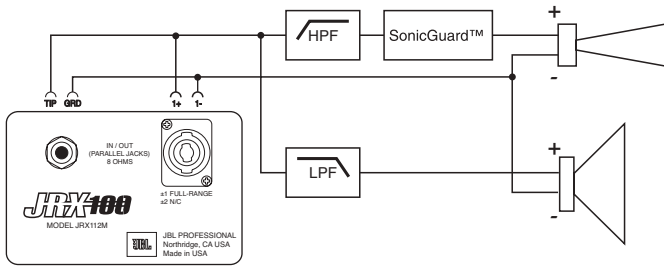 +
HPF
SonicGuard™
-
TIP
GRD
1+
1-
IN / OUT
(PARALLEL JACKS)
8 OHMS
+
LPF
-
±1 FULL-RANGE
±2 N/C
JRX100
MODEL JRX112M
JBL
JBL PROFESSIONAL
Northridge, CA USA
Made in USA